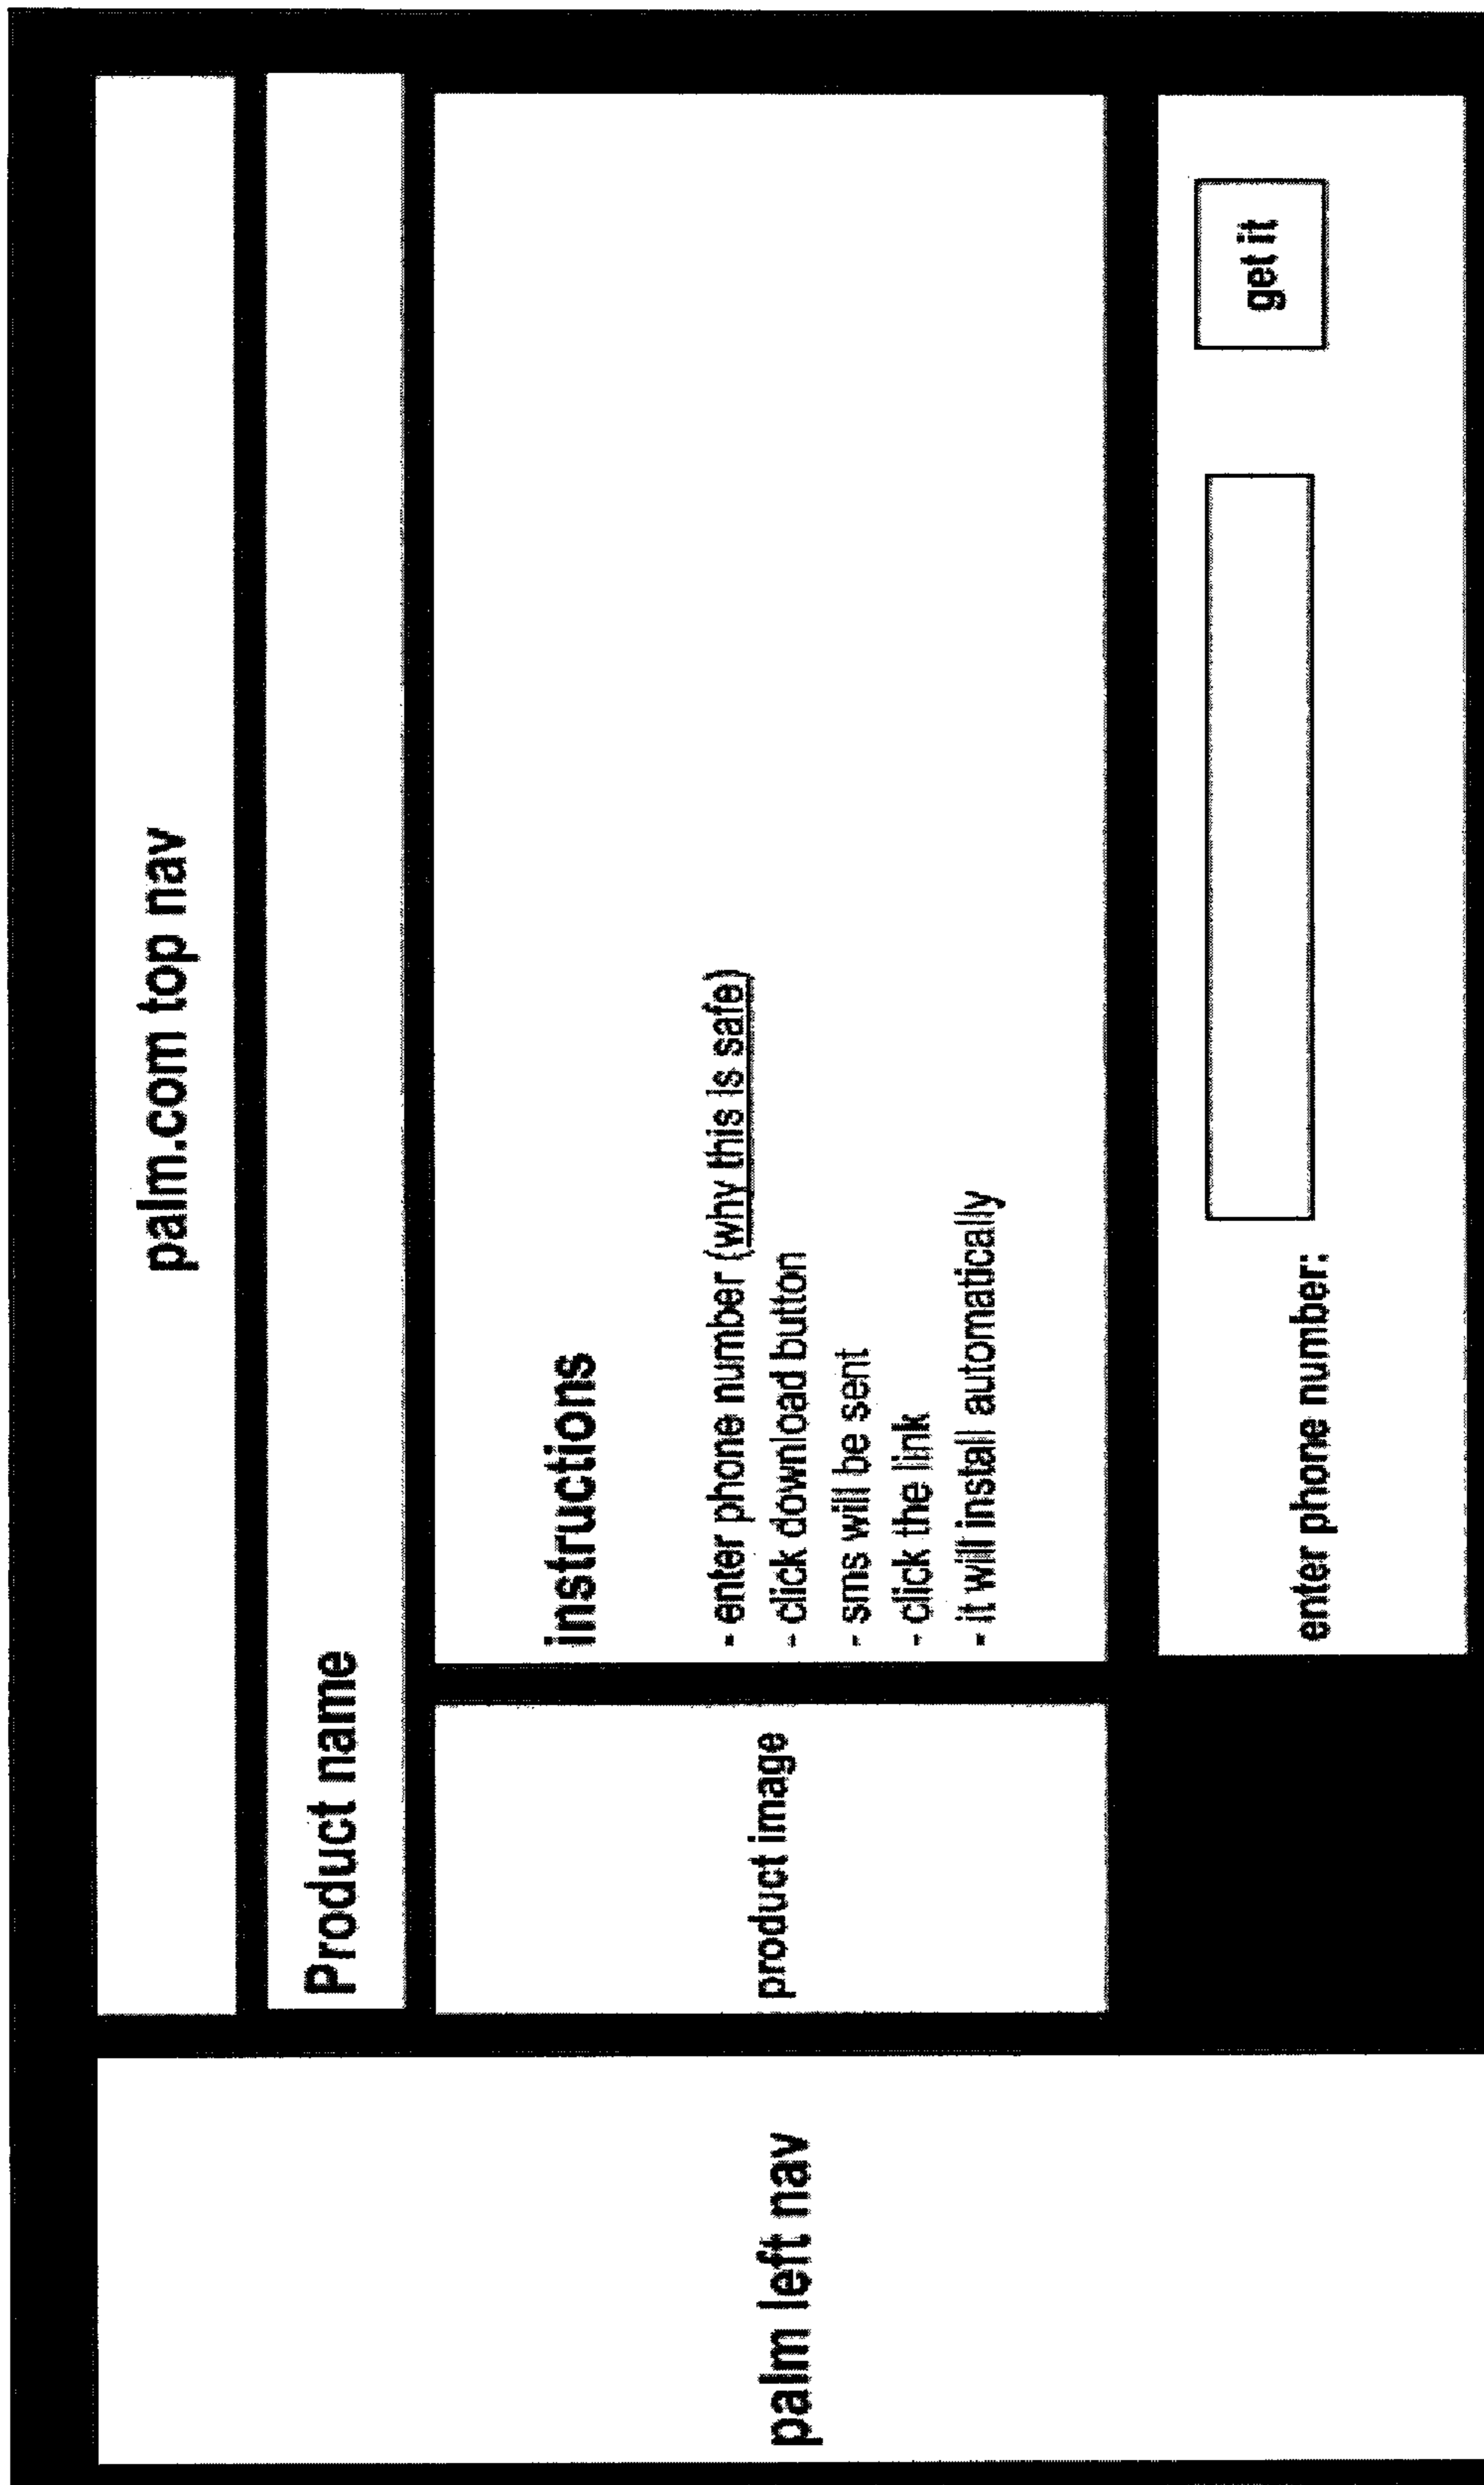 palm.com top nav
palm left nav
Product name
product image
instructions
- enter phone number (why this is safe)
- click download button
- sms will be sent
- click the link
- it will install automatically
enter phone number:
get it